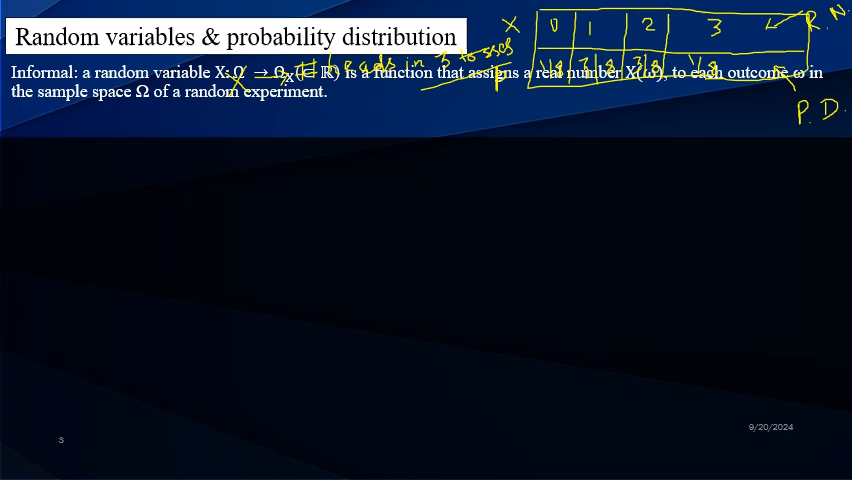 Random variables & probability distribution
X 0 1 2 3 R.N.
# heads in 3 tosses
Informal: a random variable X: Ω → Ω_X (∈ ℝ) is a function that assigns a real number X(ω), to each outcome ω in
the sample space Ω of a random experiment.
P 1/8 3/8 3/8 1/8
P.D.
9/20/2024
3